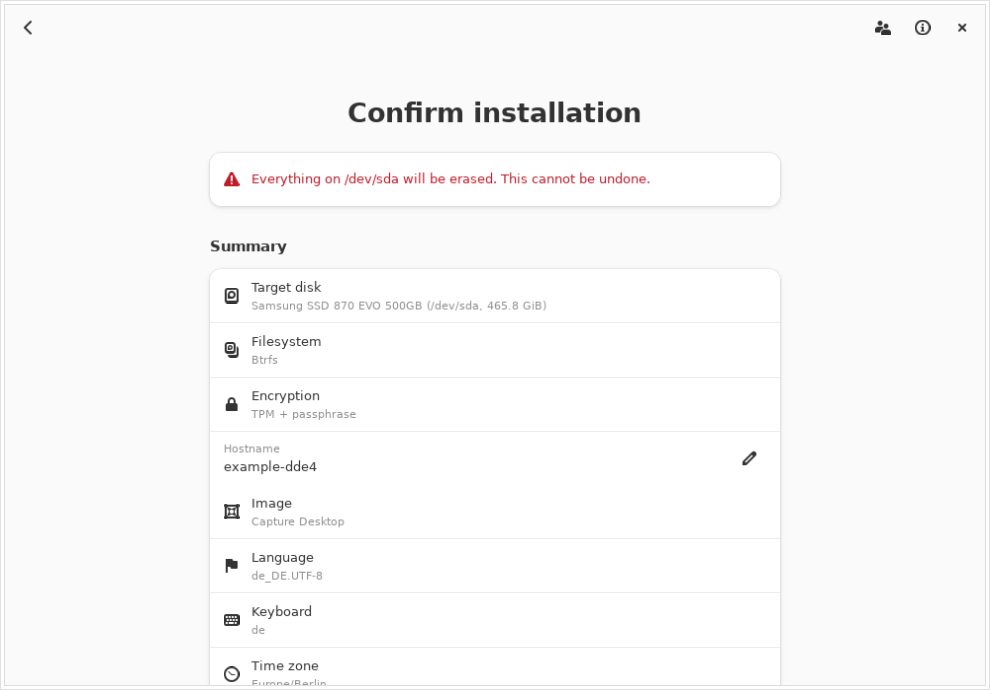 Confirm installation
Everything on /dev/sda will be erased. This cannot be undone.
Summary
Target disk
Samsung SSD 870 EVO 500GB (/dev/sda, 465.8 GiB)
Filesystem
Btrfs
Encryption
TPM + passphrase
Hostname
example-dde4
Image
Capture Desktop
Language
de_DE.UTF-8
Keyboard
de
Time zone
Europe/Berlin